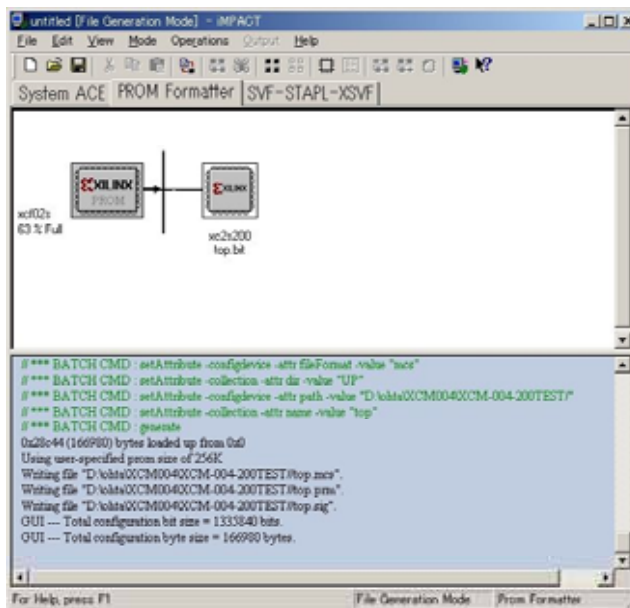 untitled [File Generation Mode] - iMPACT
File Edit View Mode Operations Output Help
System ACE PROM Formatter SVF-STAPL-XSVF
XILINX
PROM
XILINX
xcf02s
63 % Full
xc2s200
top.bit
// *** BATCH CMD : setAttribute -configdevice -attr fileFormat -value "mcs"
// *** BATCH CMD : setAttribute -collection -attr dir -value "UP"
// *** BATCH CMD : setAttribute -configdevice -attr path -value "D:\ohta\XCM004\XCM-004-200TEST/"
// *** BATCH CMD : setAttribute -collection -attr name -value "top"
// *** BATCH CMD : generate
0x28c44 (166980) bytes loaded up from 0x0
Using user-specified prom size of 256K
Writing file "D:\ohta\XCM004\XCM-004-200TEST//top.mcs".
Writing file "D:\ohta\XCM004\XCM-004-200TEST//top.prm".
Writing file "D:\ohta\XCM004\XCM-004-200TEST//top.sig".
GUI --- Total configuration bit size = 1335840 bits.
GUI --- Total configuration byte size = 166980 bytes.
For Help, press F1 File Generation Mode Prom Formatter